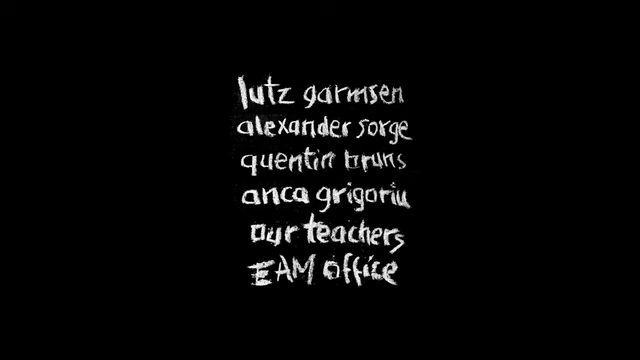 lutz garmsen
alexander sorge
quentin bruns
anca grigoriu
our teachers
EAM office